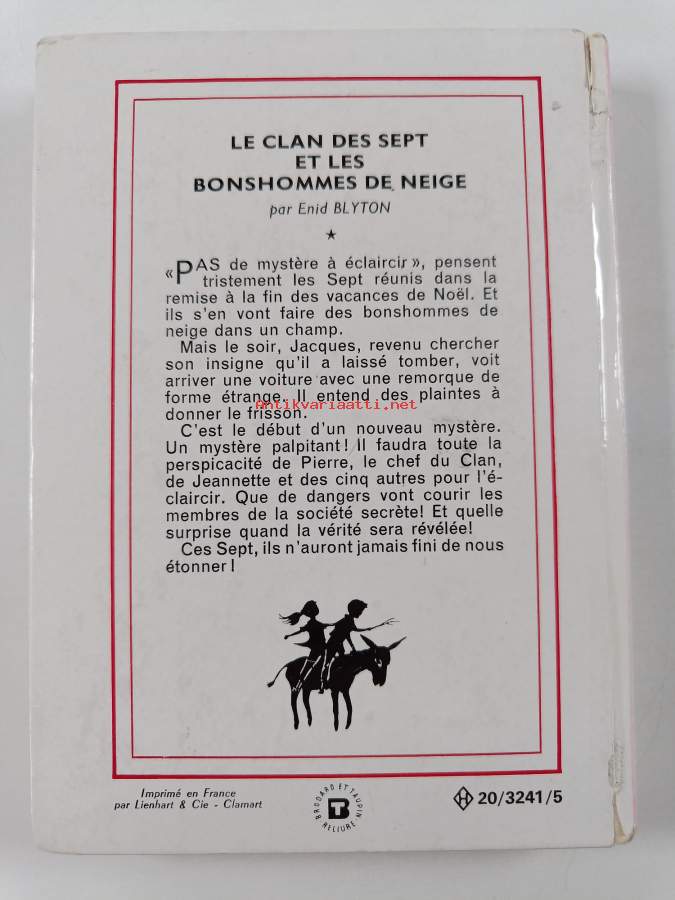 LE CLAN DES SEPT
ET LES
BONSHOMMES DE NEIGE
par Enid BLYTON
★
«PAS de mystère à éclaircir», pensent
tristement les Sept réunis dans la
remise à la fin des vacances de Noël. Et
ils s'en vont faire des bonshommes de
neige dans un champ.
Mais le soir, Jacques, revenu chercher
son insigne qu'il a laissé tomber, voit
arriver une voiture avec une remorque de
forme étrange. Il entend des plaintes à
Antikvariaatti.net
donner le frisson.
C'est le début d'un nouveau mystère.
Un mystère palpitant! Il faudra toute la
perspicacité de Pierre, le chef du Clan,
de Jeannette et des cinq autres pour l'é-
claircir. Que de dangers vont courir les
membres de la société secrète! Et quelle
surprise quand la vérité sera révélée!
Ces Sept, ils n'auront jamais fini de nous
étonner!
Imprimé en France
par Lienhart & Cie - Clamart
BRODARD ET TAUPIN
BT
RELIURE
H 20/3241/5